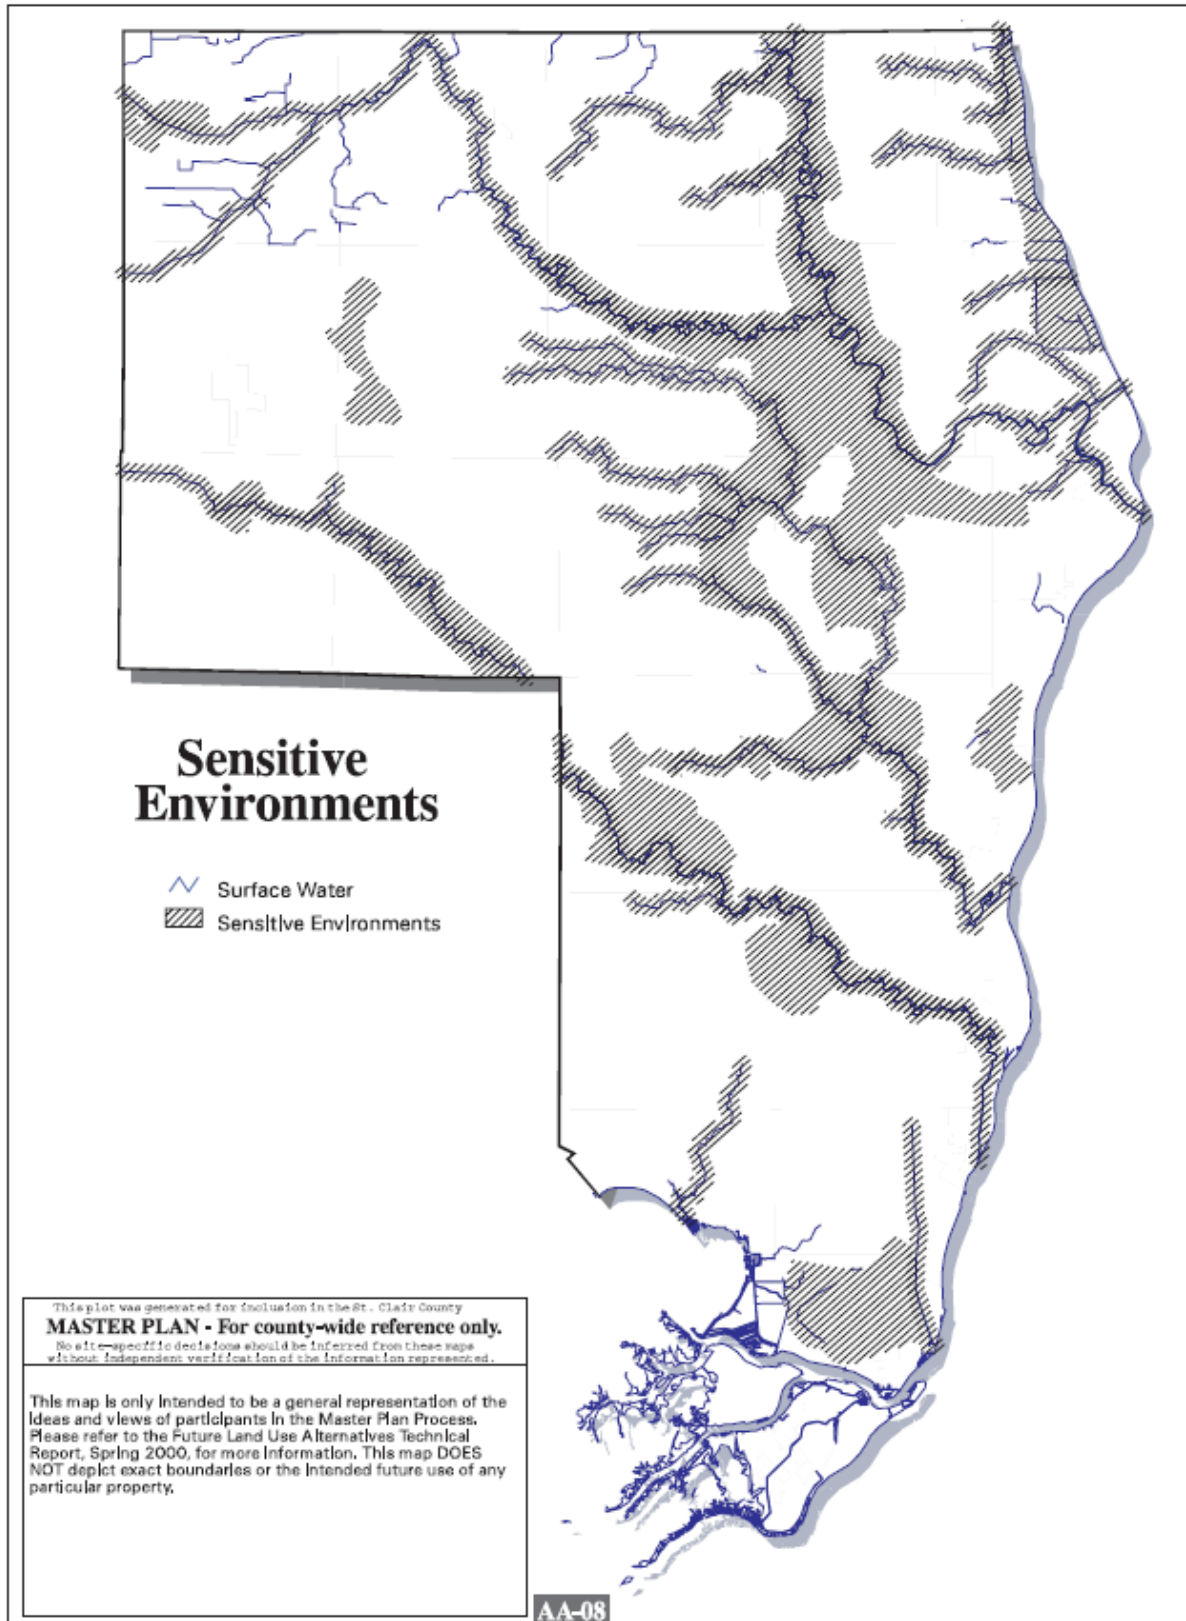 Sensitive
Environments
Surface Water
Sensitive Environments
This plot was generated for inclusion in the St. Clair County
MASTER PLAN - For county-wide reference only.
No site-specific decisions should be inferred from these maps
without independent verification of the information represented.
This map is only intended to be a general representation of the
ideas and views of participants in the Master Plan Process.
Please refer to the Future Land Use Alternatives Technical
Report, Spring 2000, for more information. This map DOES
NOT depict exact boundaries or the intended future use of any
particular property.
AA-08